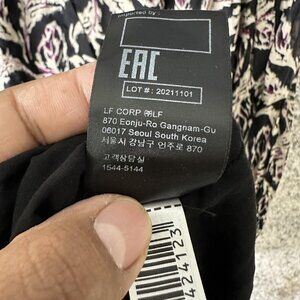 Imported by :
EAC
LOT # : 20211101
LF CORP ㈜LF
870 Eonju-Ro Gangnam-Gu
06017 Seoul South Korea
서울시 강남구 언주로 870
고객상담실
1544-5144
424123